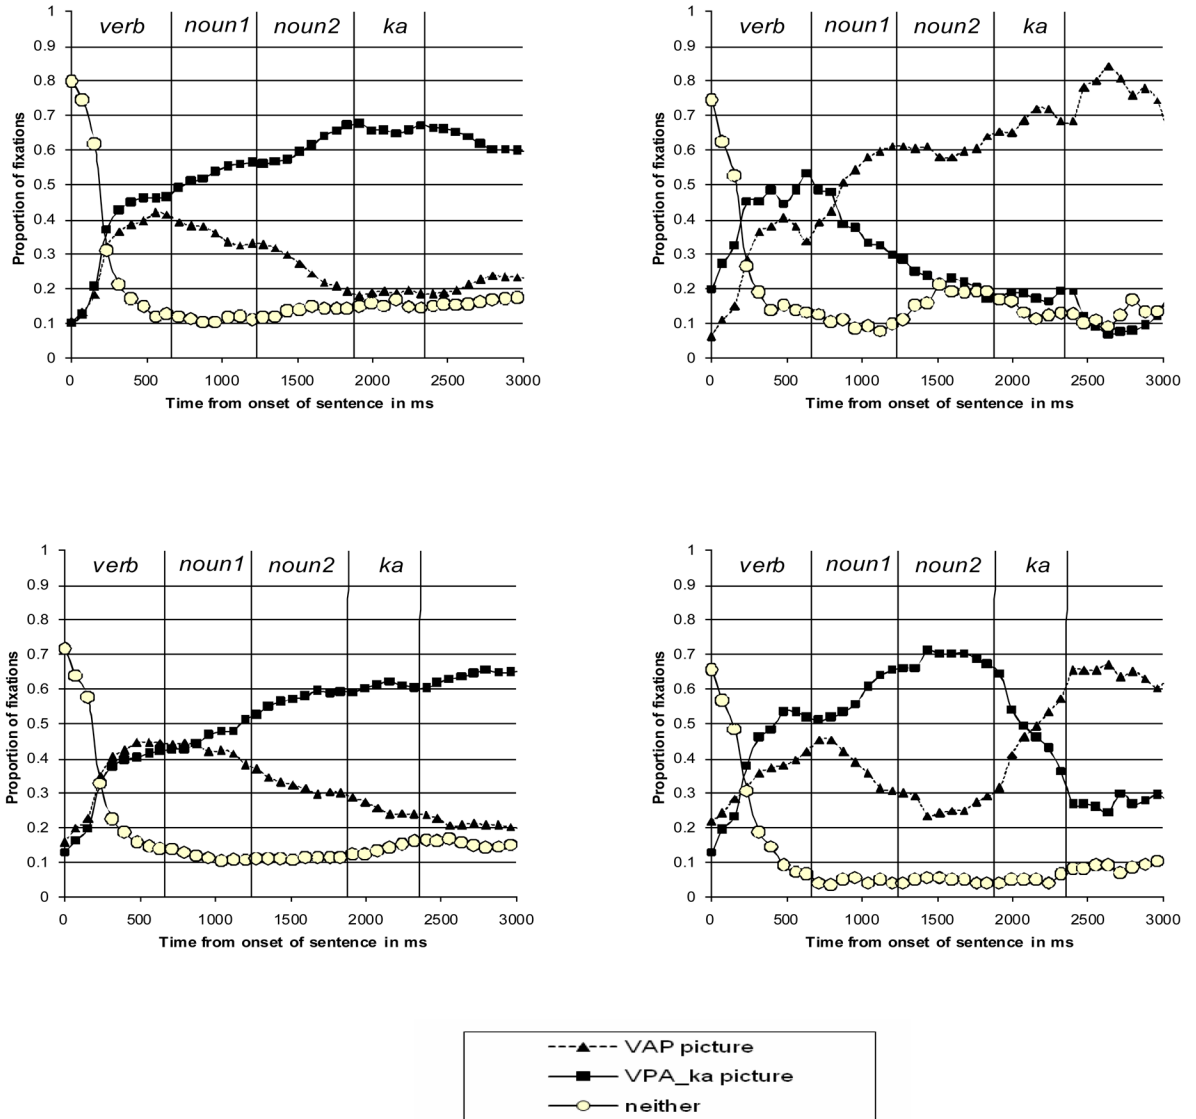 verb noun1 noun2 ka
1
0.9
0.8
0.7
0.6
0.5
0.4
0.3
0.2
0.1
0
Proportion of fixations
0 500 1000 1500 2000 2500 3000
Time from onset of sentence in ms
verb noun1 noun2 ka
1
0.9
0.8
0.7
0.6
0.5
0.4
0.3
0.2
0.1
0
Proportion of fixations
0 500 1000 1500 2000 2500 3000
Time from onset of sentence in ms
verb noun1 noun2 ka
1
0.9
0.8
0.7
0.6
0.5
0.4
0.3
0.2
0.1
0
Proportion of fixations
0 500 1000 1500 2000 2500 3000
Time from onset of sentence in ms
verb noun1 noun2 ka
1
0.9
0.8
0.7
0.6
0.5
0.4
0.3
0.2
0.1
0
Proportion of fixations
0 500 1000 1500 2000 2500 3000
Time from onset of sentence in ms
VAP picture
VPA_ka picture
neither